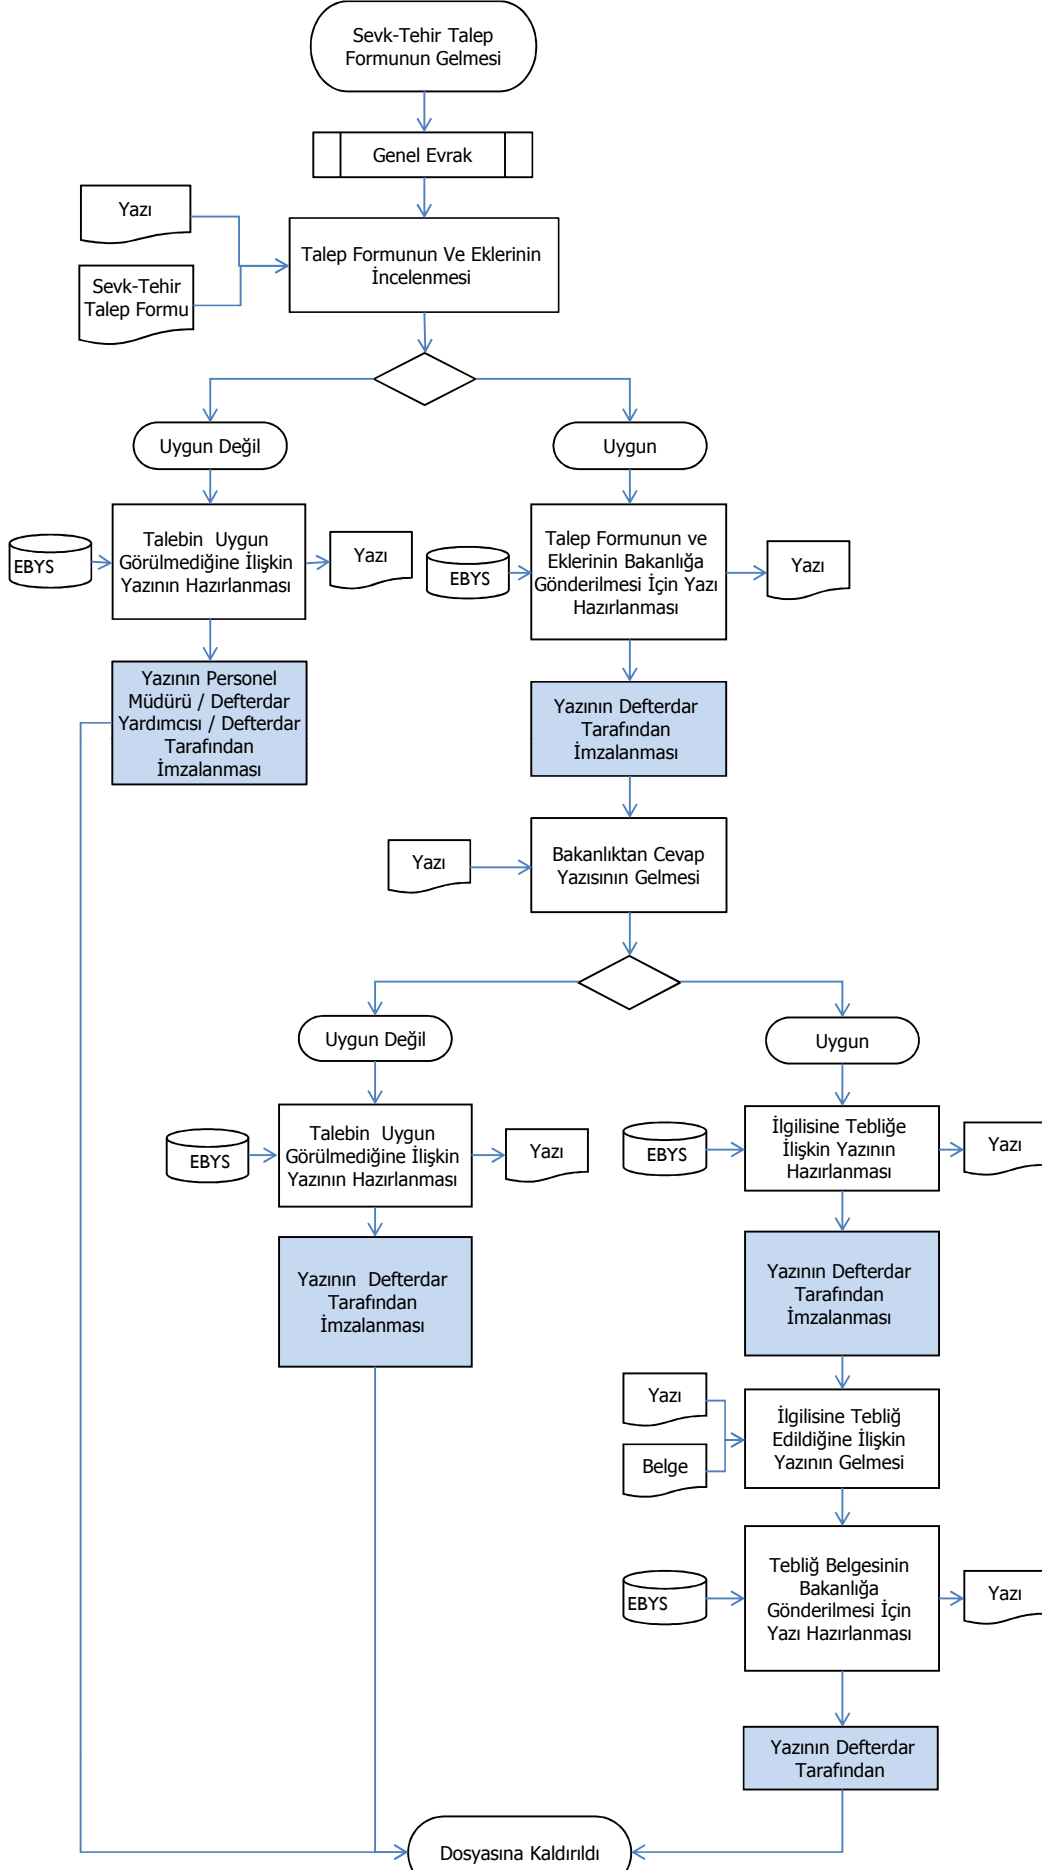 Sevk-Tehir Talep
Formunun Gelmesi
Genel Evrak
Yazı
Talep Formunun Ve Eklerinin
İncelenmesi
Sevk-Tehir
Talep Formu
Uygun Değil
Uygun
EBYS
Talebin Uygun
Görülmediğine İlişkin
Yazının Hazırlanması
Yazı
EBYS
Talep Formunun ve
Eklerinin Bakanlığa
Gönderilmesi İçin Yazı
Hazırlanması
Yazı
Yazının Personel
Müdürü / Defterdar
Yardımcısı / Defterdar
Tarafından
İmzalanması
Yazının Defterdar
Tarafından
İmzalanması
Yazı
Bakanlıktan Cevap
Yazısının Gelmesi
Uygun Değil
Uygun
EBYS
Talebin Uygun
Görülmediğine İlişkin
Yazının Hazırlanması
Yazı
EBYS
İlgilisine Tebliğe
İlişkin Yazının
Hazırlanması
Yazı
Yazının Defterdar
Tarafından
İmzalanması
Yazının Defterdar
Tarafından
İmzalanması
Yazı
Belge
İlgilisine Tebliğ
Edildiğine İlişkin
Yazının Gelmesi
EBYS
Tebliğ Belgesinin
Bakanlığa
Gönderilmesi İçin
Yazı Hazırlanması
Yazı
Yazının Defterdar
Tarafından
Dosyasına Kaldırıldı